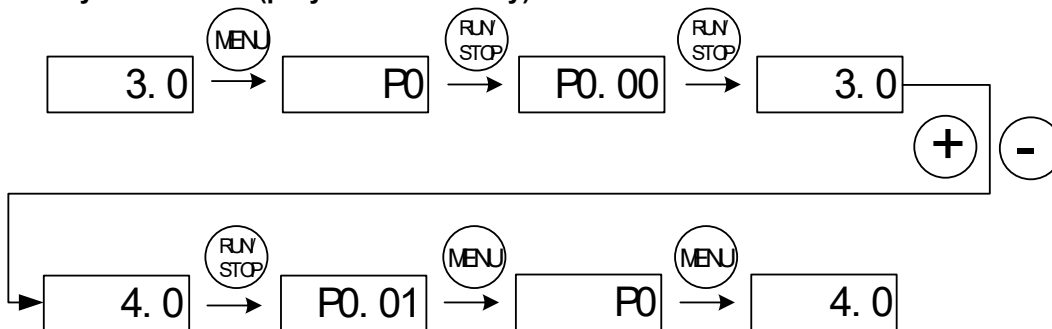 MENU
RUN/
STOP
RUN/
STOP
3. 0
P0
P0. 00
3. 0
+
-
RUN/
STOP
MENU
MENU
4. 0
P0. 01
P0
4. 0